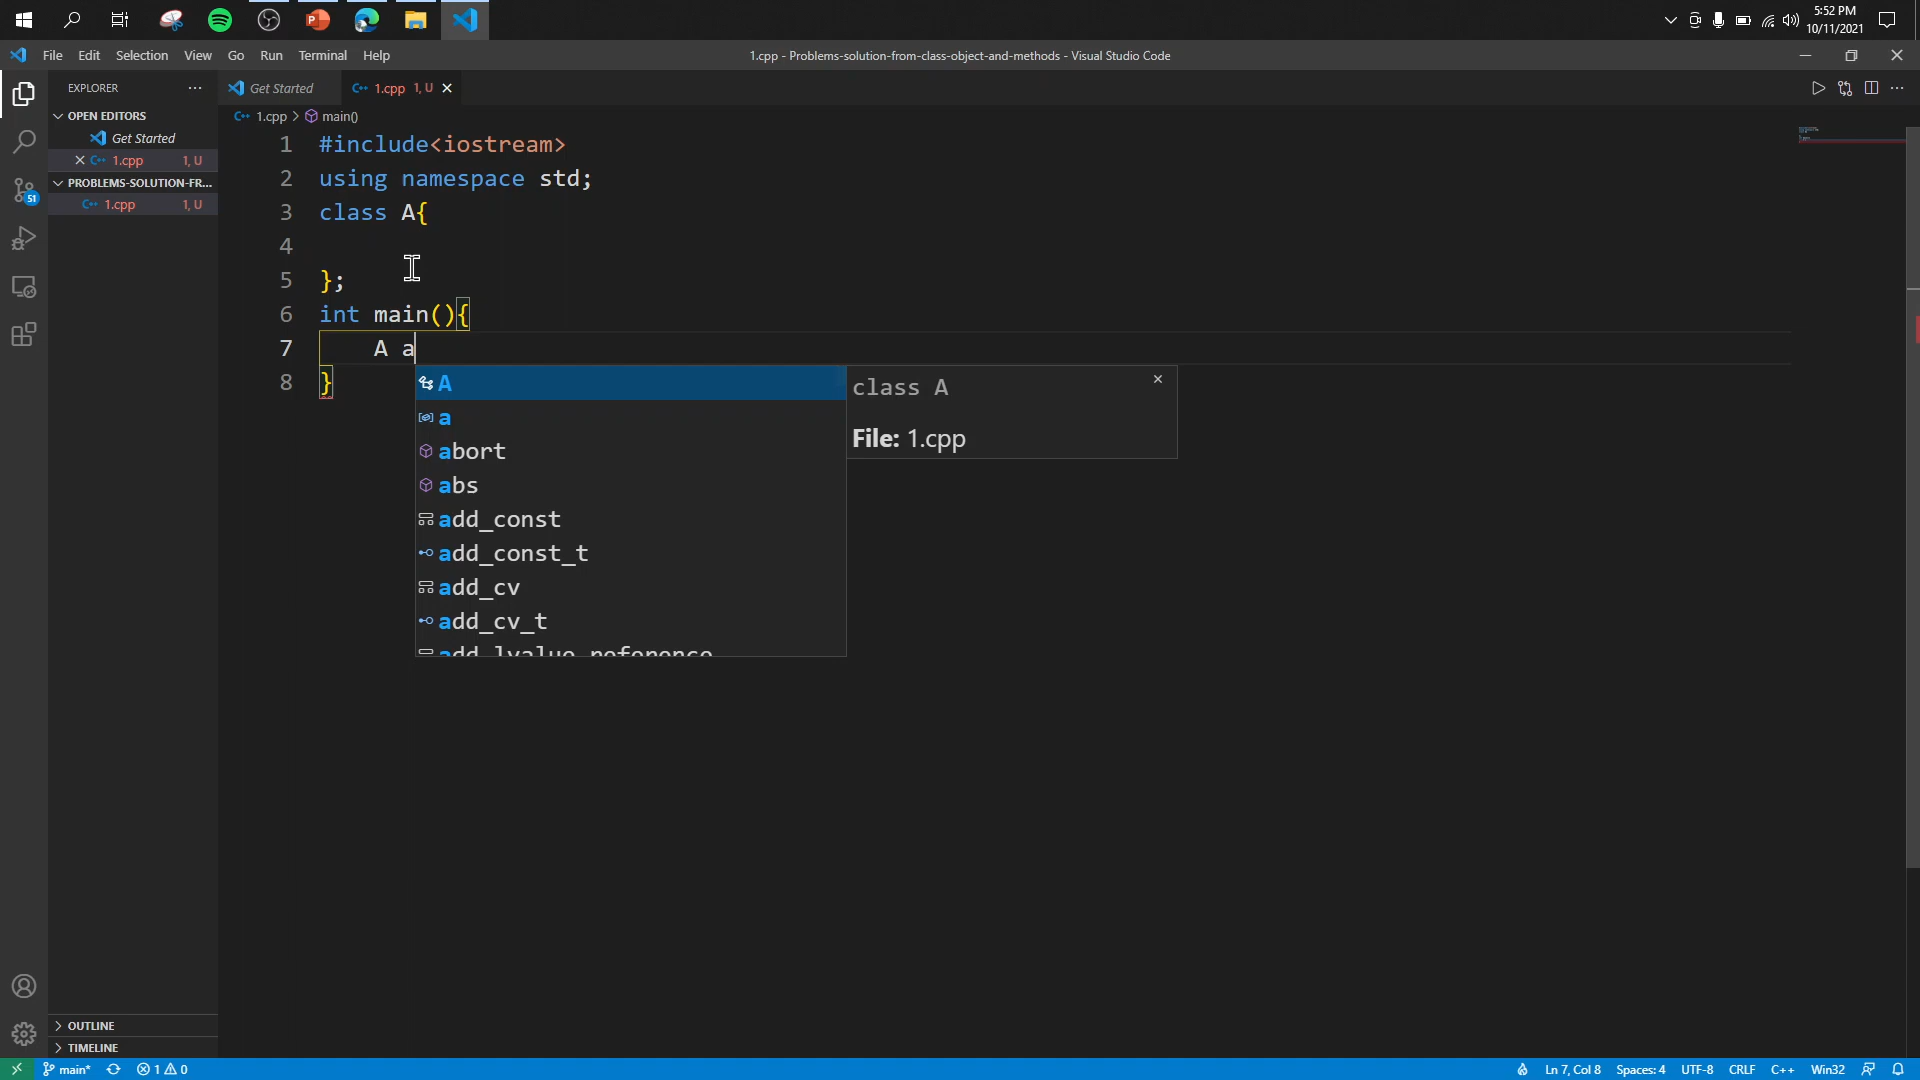 5:52 PM
10/11/2021
File Edit Selection View Go Run Terminal Help
1.cpp - Problems-solution-from-class-object-and-methods - Visual Studio Code
EXPLORER
Get Started
1.cpp 1, U
OPEN EDITORS
Get Started
1.cpp 1, U
PROBLEMS-SOLUTION-FR...
1.cpp 1, U
51
1.cpp > main()
1 #include<iostream>
2 using namespace std;
3 class A{
4
5 };
6 int main(){
7 A a
8 }
A
a
abort
abs
add_const
add_const_t
add_cv
add_cv_t
add_lvalue_reference
class A
File: 1.cpp
OUTLINE
TIMELINE
main* 1 0
Ln 7, Col 8 Spaces: 4 UTF-8 CRLF C++ Win32